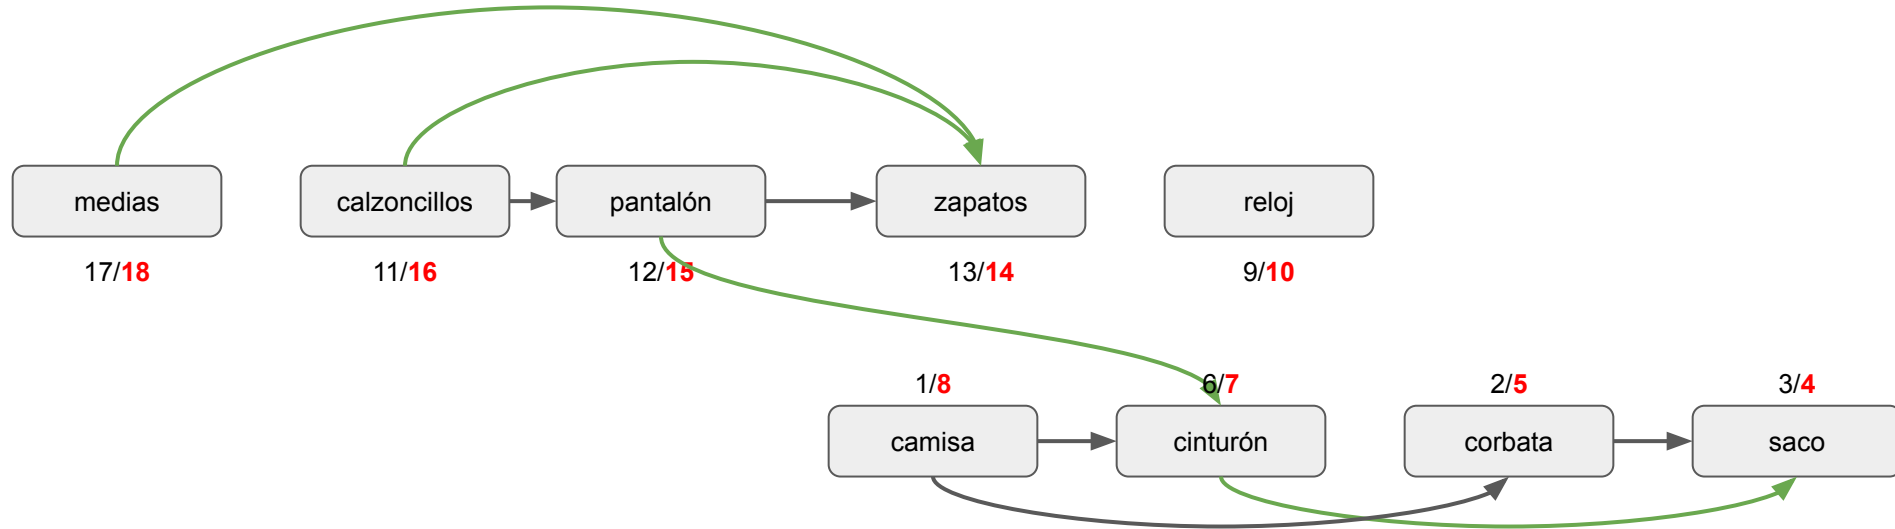 medias calzoncillos pantalón zapatos reloj
17/18 11/16 12/15 13/14 9/10
1/8 6/7 2/5 3/4
camisa cinturón corbata saco